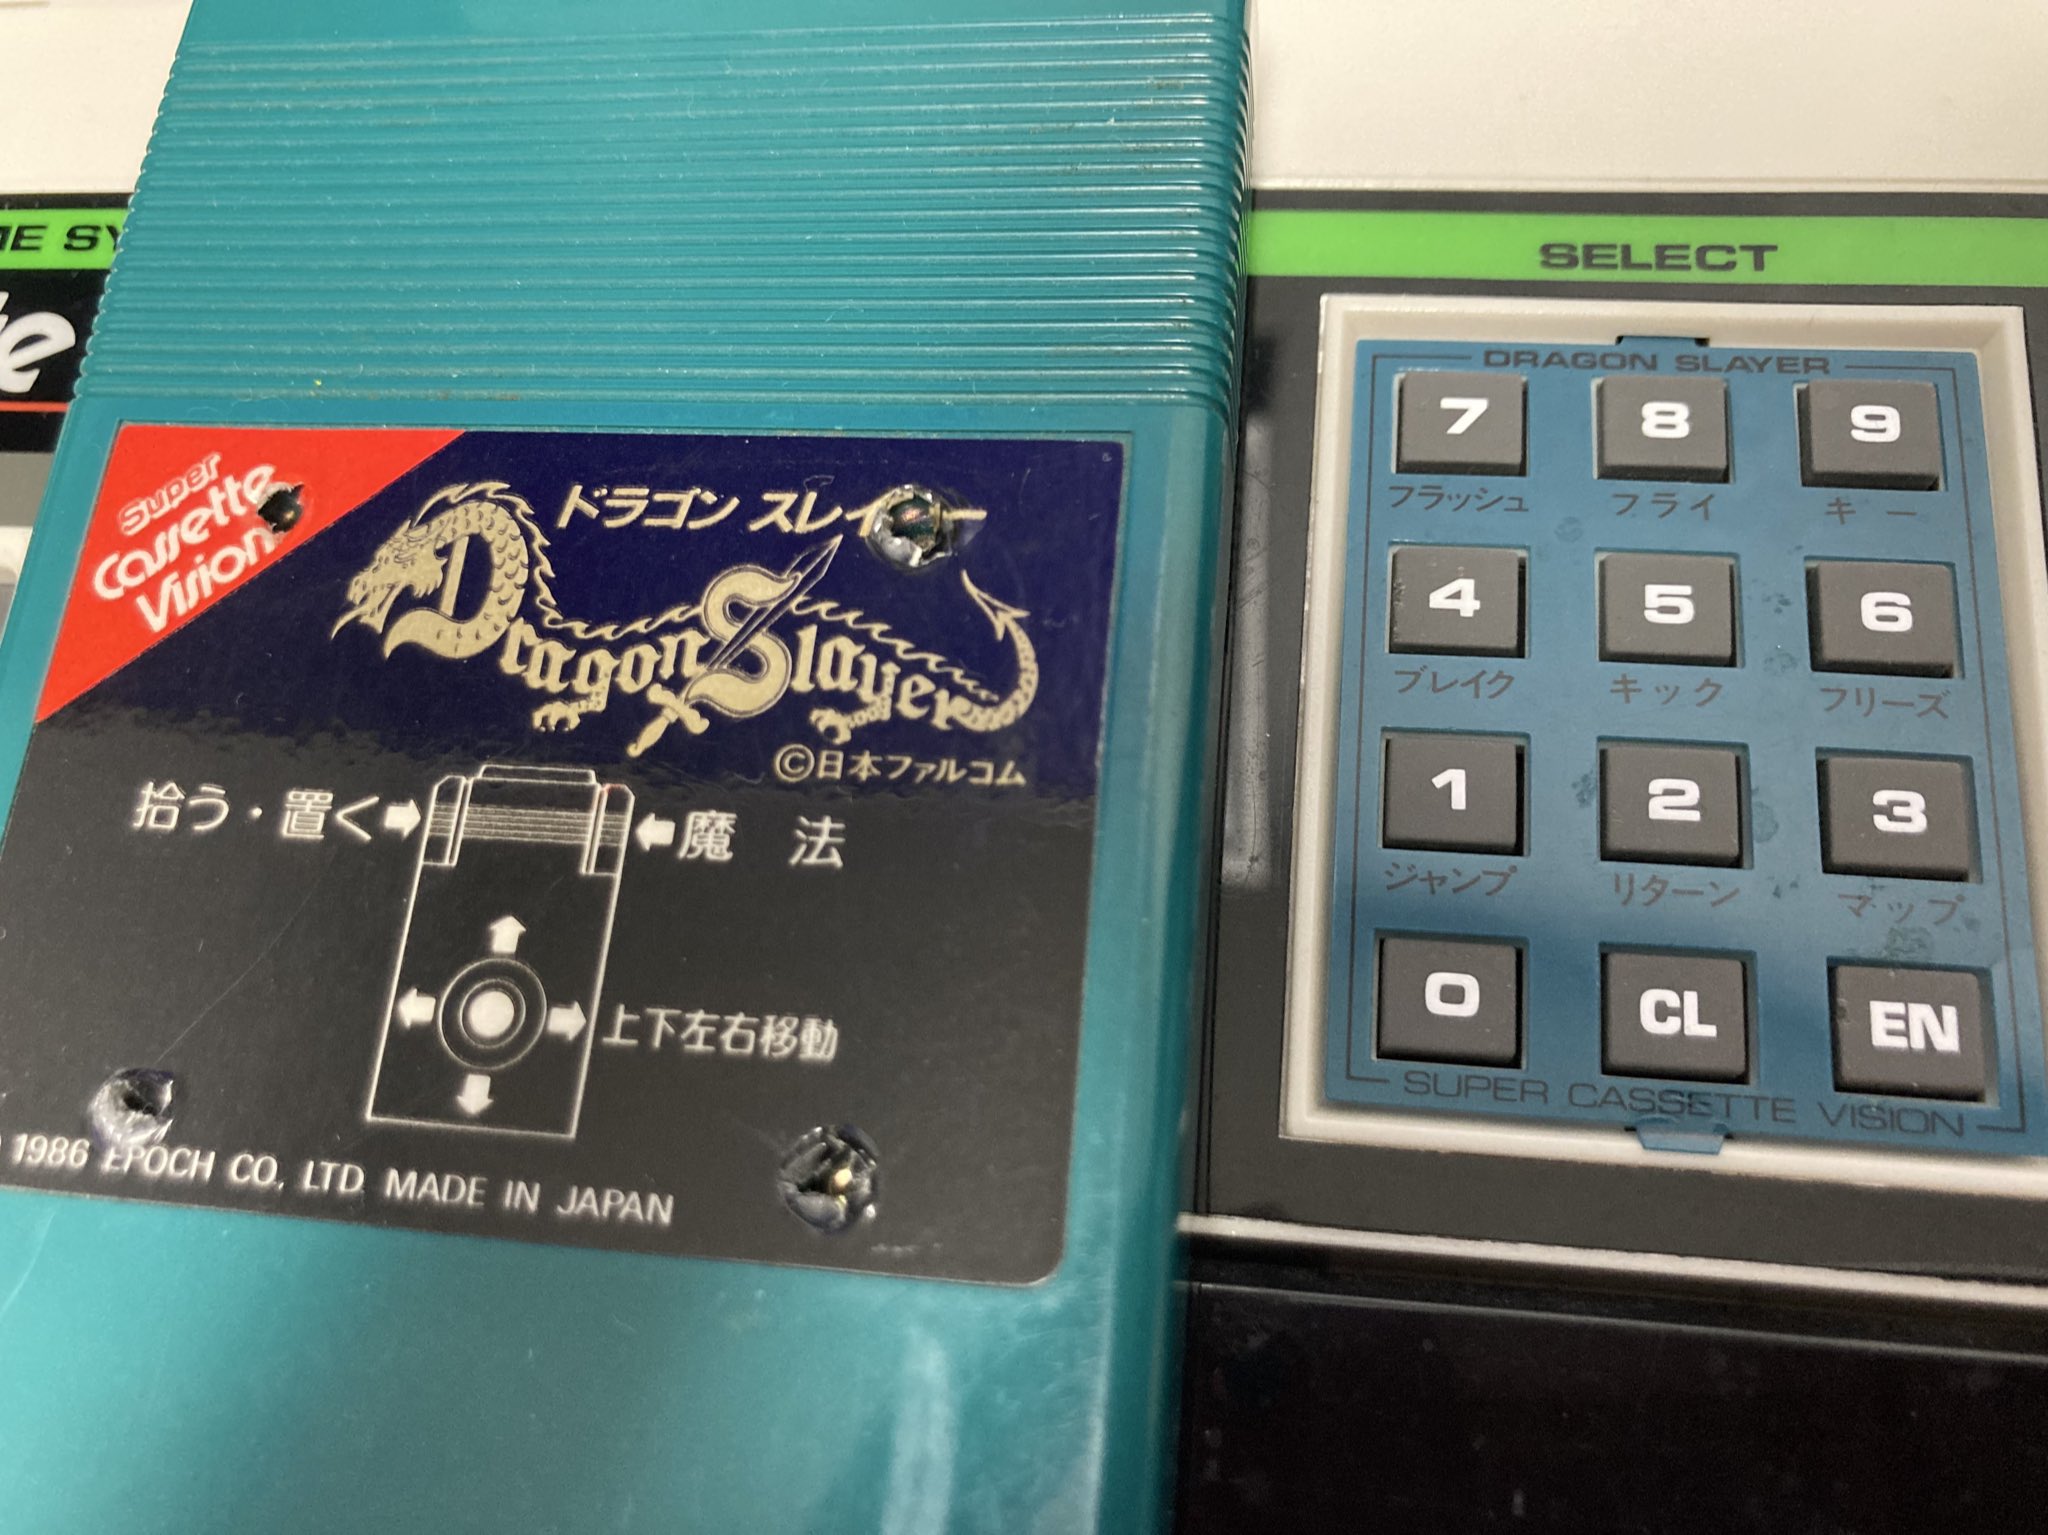 Super
Cassette
Vision
ドラゴン スレイヤー
Dragon Slayer
©日本ファルコム
拾う・置く
魔 法
上下左右移動
1986 EPOCH CO., LTD MADE IN JAPAN
SELECT
DRAGON SLAYER
7 8 9
フラッシュ フライ キー
4 5 6
ブレイク キック フリーズ
1 2 3
ジャンプ リターン マップ
0 CL EN
SUPER CASSETTE VISION